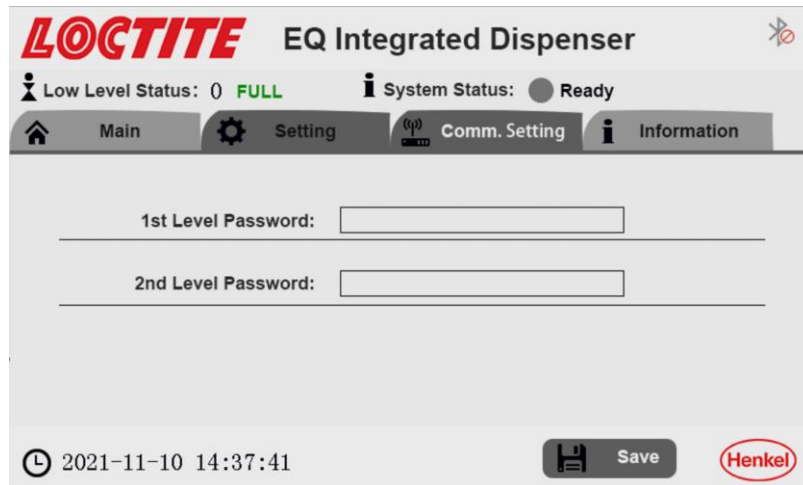 LOCTITE EQ Integrated Dispenser
Low Level Status: 0 FULL System Status: Ready
Main Setting Comm. Setting Information
1st Level Password:
2nd Level Password:
2021-11-10 14:37:41 Save Henkel